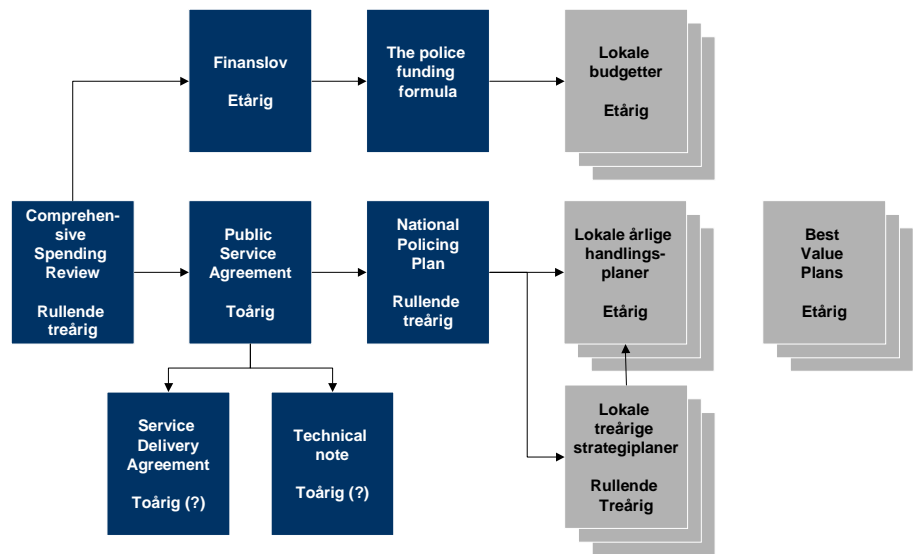 Finanslov
Etårig
The police
funding
formula
Lokale
budgetter
Etårig
Comprehen-
sive
Spending
Review
Rullende
treårig
Public
Service
Agreement
Toårig
National
Policing
Plan
Rullende
treårig
Lokale årlige
handlings-
planer
Etårig
Best
Value
Plans
Etårig
Service
Delivery
Agreement
Toårig (?)
Technical
note
Toårig (?)
Lokale
treårige
strategiplaner
Rullende
Treårig